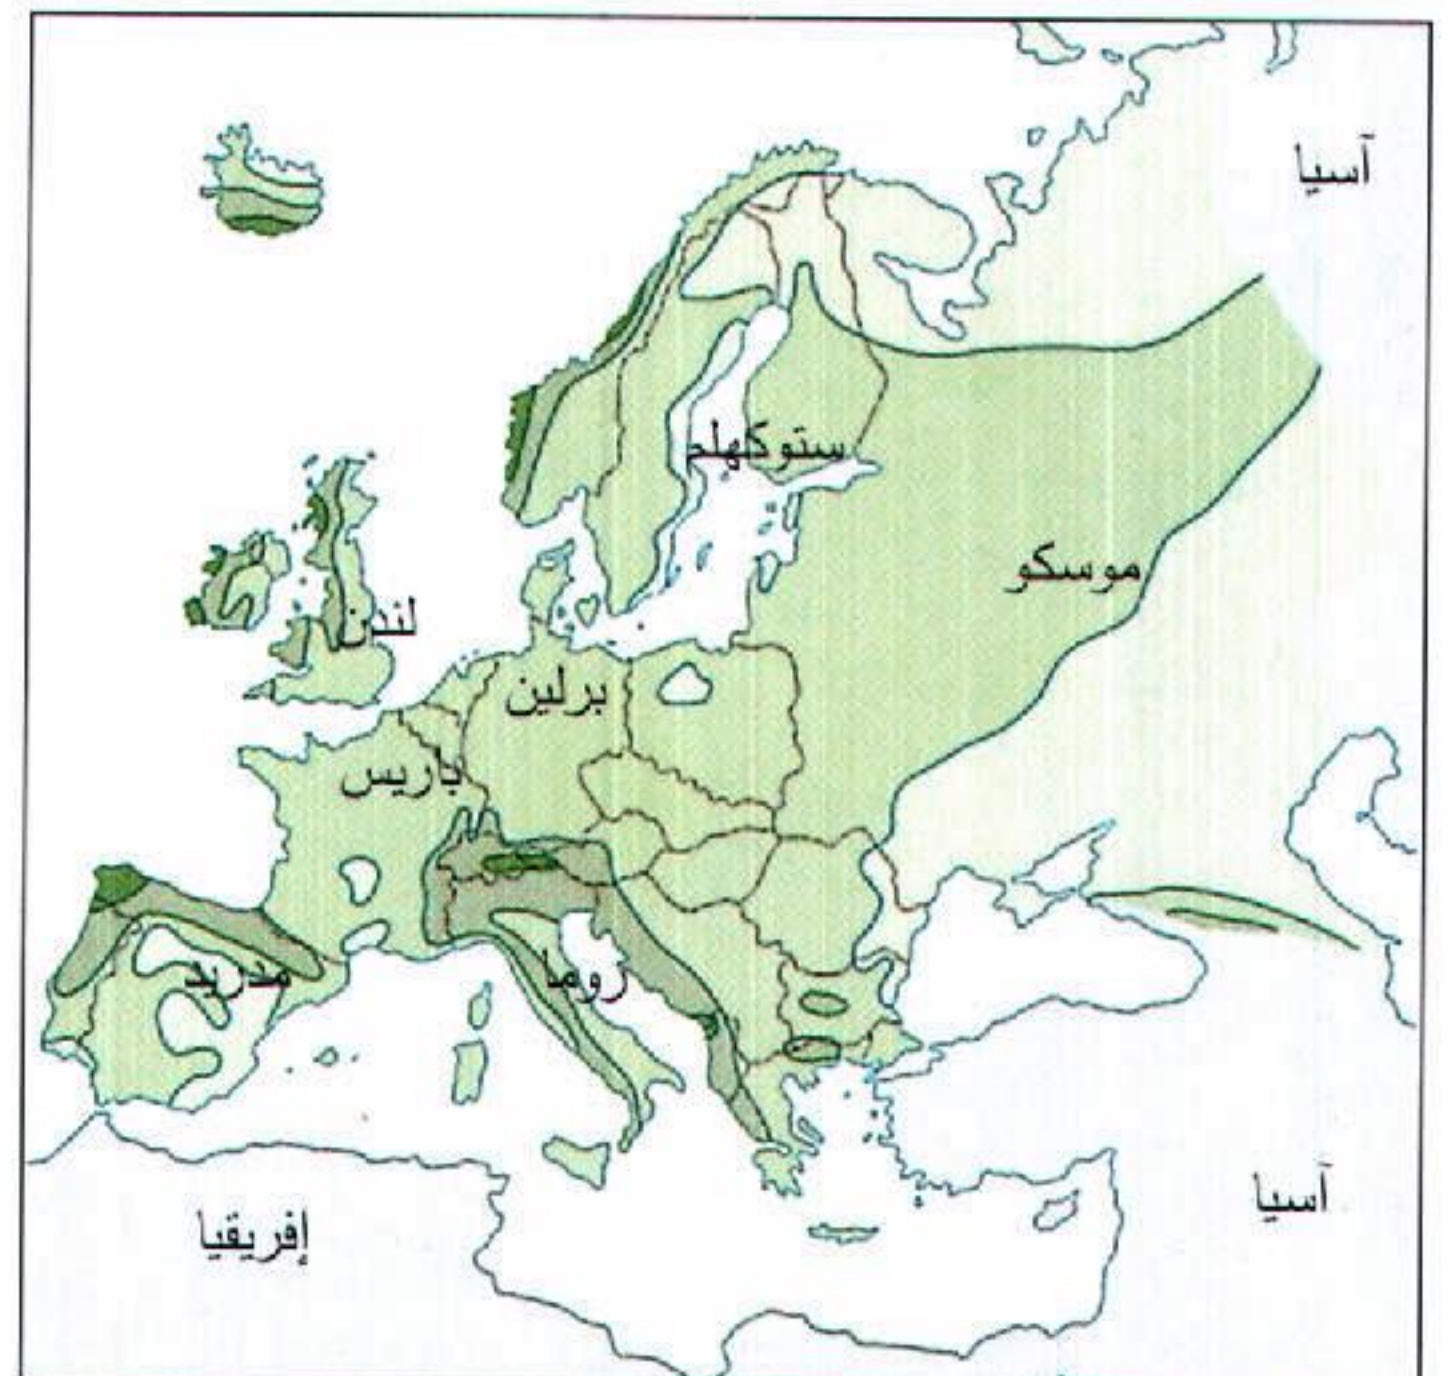 آسيا
ستوكهلم
موسكو
لندن
برلين
باريس
مدريد
روما
آسيا
إفريقيا